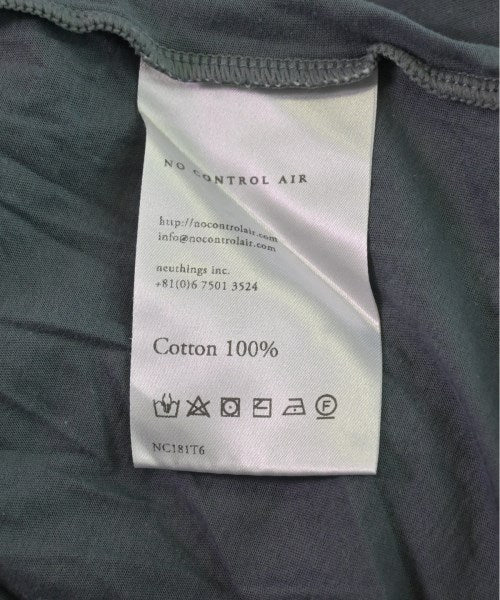 NO CONTROL AIR
http://nocontrolair.com
info@nocontrolair.com
neuthings inc.
+81(0)6 7501 3524
Cotton 100%
F
NC181T6